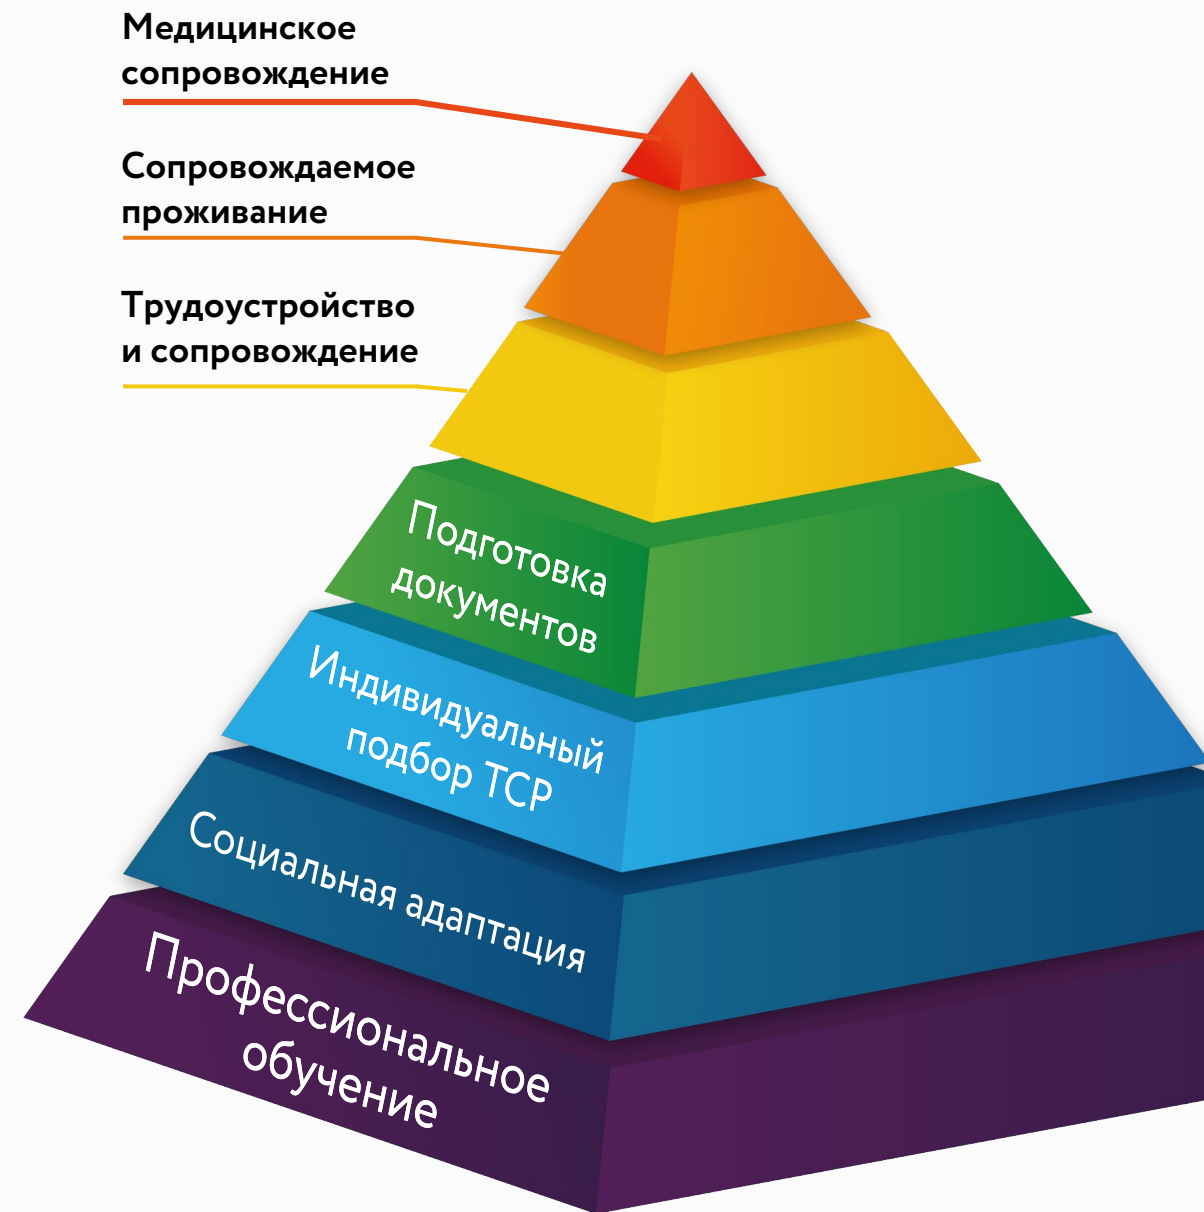 Медицинское
сопровождение
Сопровождаемое
проживание
Трудоустройство
и сопровождение
Подготовка
документов
Индивидуальный
подбор ТСР
Социальная адаптация
Профессиональное
обучение